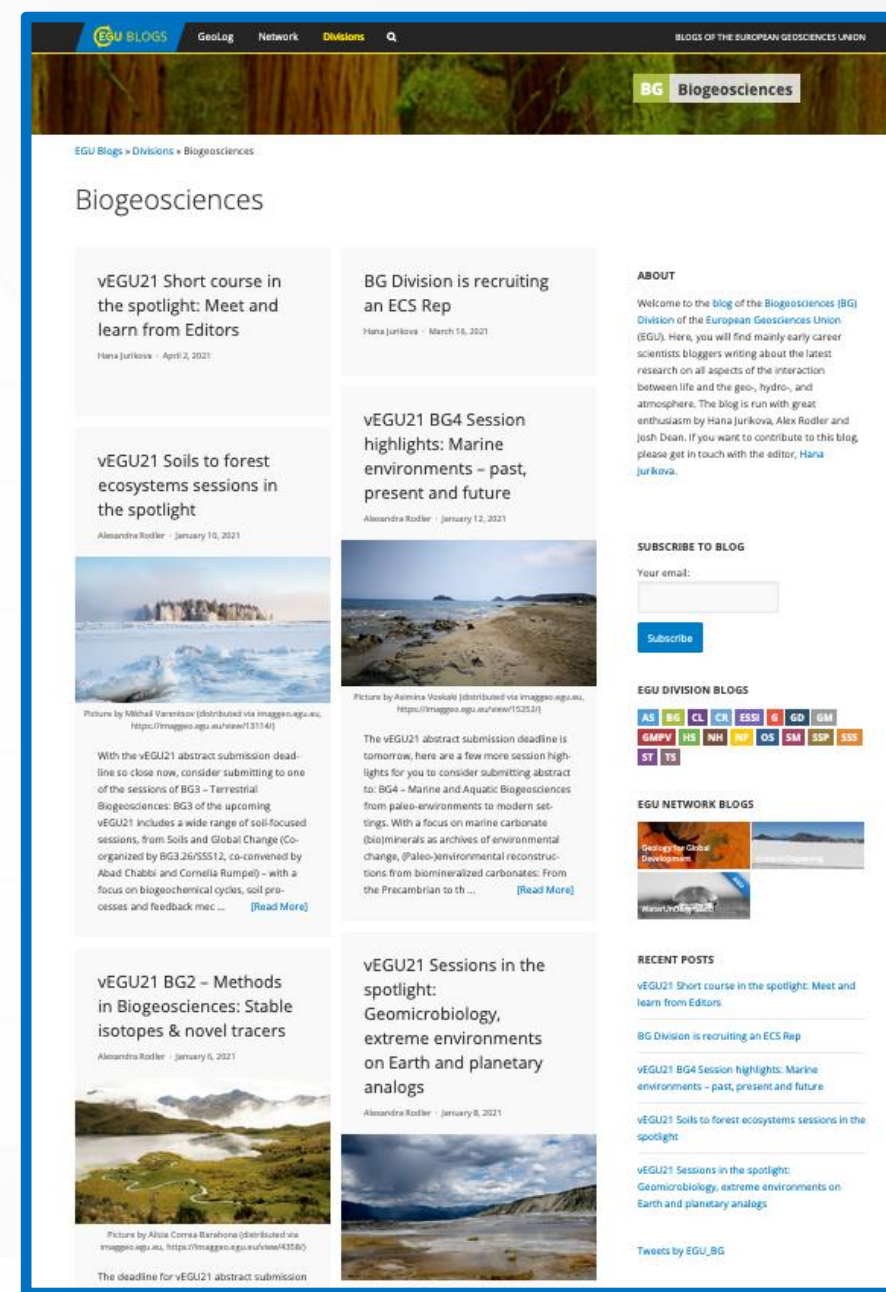 EGU BLOGS
GeoLog
Network
Divisions
BLOGS OF THE EUROPEAN GEOSCIENCES UNION
BG Biogeosciences
EGU Blogs » Divisions » Biogeosciences
Biogeosciences
vEGU21 Short course in
the spotlight: Meet and
learn from Editors
Hana Jurikova - April 2, 2021
vEGU21 Soils to forest
ecosystems sessions in
the spotlight
Alexandra Rodler - January 10, 2021
Picture by Mikhail Varentsov (distributed via imaggeo.egu.eu,
https://imaggeo.egu.eu/view/13114/)
With the vEGU21 abstract submission dead-
line so close now, consider submitting to one
of the sessions of BG3 – Terrestrial
Biogeosciences: BG3 of the upcoming
vEGU21 includes a wide range of soil-focused
sessions, from Soils and Global Change (Co-
organized by BG3.26/SSS12, co-convened by
Abad Chabbi and Cornelia Rumpel) – with a
focus on biogeochemical cycles, soil pro-
cesses and feedback mec ... [Read More]
vEGU21 BG2 – Methods
in Biogeosciences: Stable
isotopes & novel tracers
Alexandra Rodler - January 6, 2021
Picture by Alicia Correa Barahona (distributed via
imaggeo.egu.eu, https://imaggeo.egu.eu/view/4358/)
The deadline for vEGU21 abstract submission
BG Division is recruiting
an ECS Rep
Hana Jurikova - March 16, 2021
vEGU21 BG4 Session
highlights: Marine
environments – past,
present and future
Alexandra Rodler - January 12, 2021
Picture by Asimina Voskaki (distributed via imaggeo.egu.eu,
https://imaggeo.egu.eu/view/15252/)
The vEGU21 abstract submission deadline is
tomorrow, here are a few more session high-
lights for you to consider submitting abstract
to: BG4 – Marine and Aquatic Biogeosciences
from paleo-environments to modern set-
tings. With a focus on marine carbonate
(bio)minerals as archives of environmental
change, (Paleo-)environmental reconstruc-
tions from biomineralized carbonates: From
the Precambrian to th ... [Read More]
vEGU21 Sessions in the
spotlight:
Geomicrobiology,
extreme environments
on Earth and planetary
analogs
Alexandra Rodler - January 8, 2021
ABOUT
Welcome to the blog of the Biogeosciences (BG)
Division of the European Geosciences Union
(EGU). Here, you will find mainly early career
scientists bloggers writing about the latest
research on all aspects of the interaction
between life and the geo-, hydro-, and
atmosphere. The blog is run with great
enthusiasm by Hana Jurikova, Alex Rodler and
Josh Dean. If you want to contribute to this blog,
please get in touch with the editor, Hana
Jurikova.
SUBSCRIBE TO BLOG
Your email:
Subscribe
EGU DIVISION BLOGS
AS BG CL CR ESSI G GD GM
GMPV HS NH NP OS SM SSP SSS
ST TS
EGU NETWORK BLOGS
Geology for Global
Development
RECENT POSTS
vEGU21 Short course in the spotlight: Meet and
learn from Editors
BG Division is recruiting an ECS Rep
vEGU21 BG4 Session highlights: Marine
environments – past, present and future
vEGU21 Soils to forest ecosystems sessions in the
spotlight
vEGU21 Sessions in the spotlight:
Geomicrobiology, extreme environments on
Earth and planetary analogs
Tweets by EGU_BG